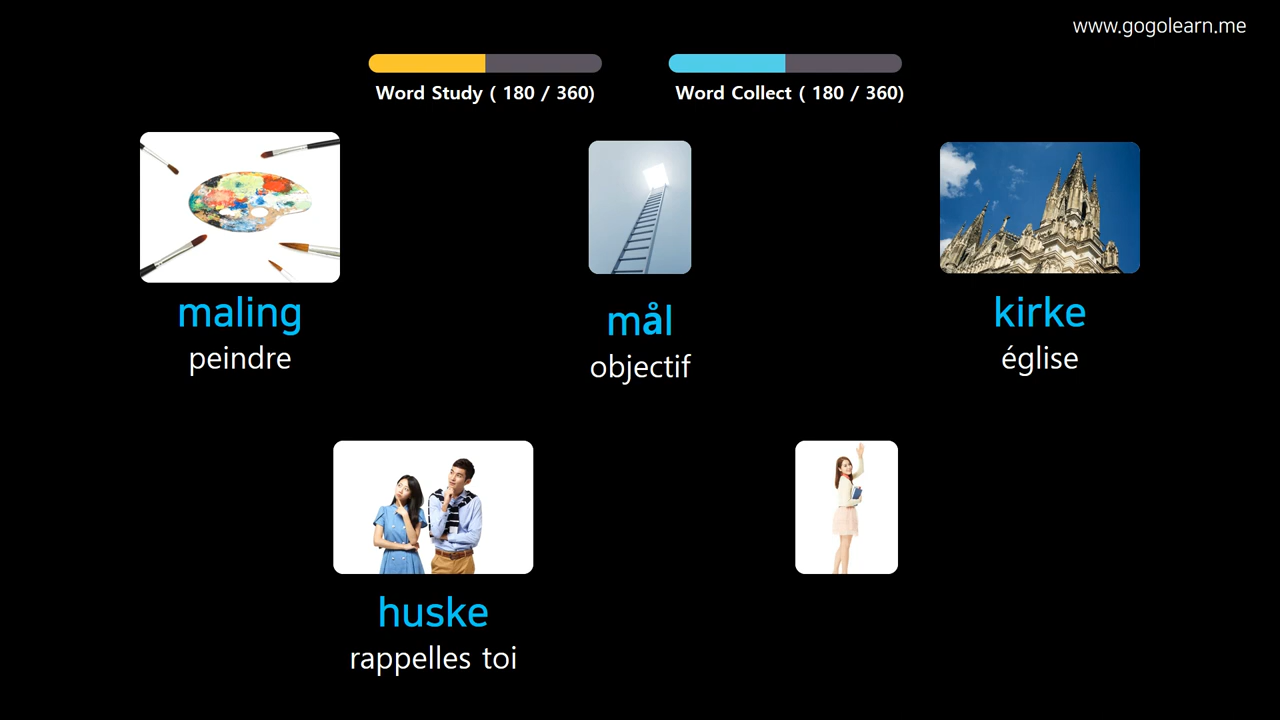 www.gogolearn.me
Word Study ( 180 / 360)
Word Collect ( 180 / 360)
maling
peindre
mål
objectif
kirke
église
huske
rappelles toi